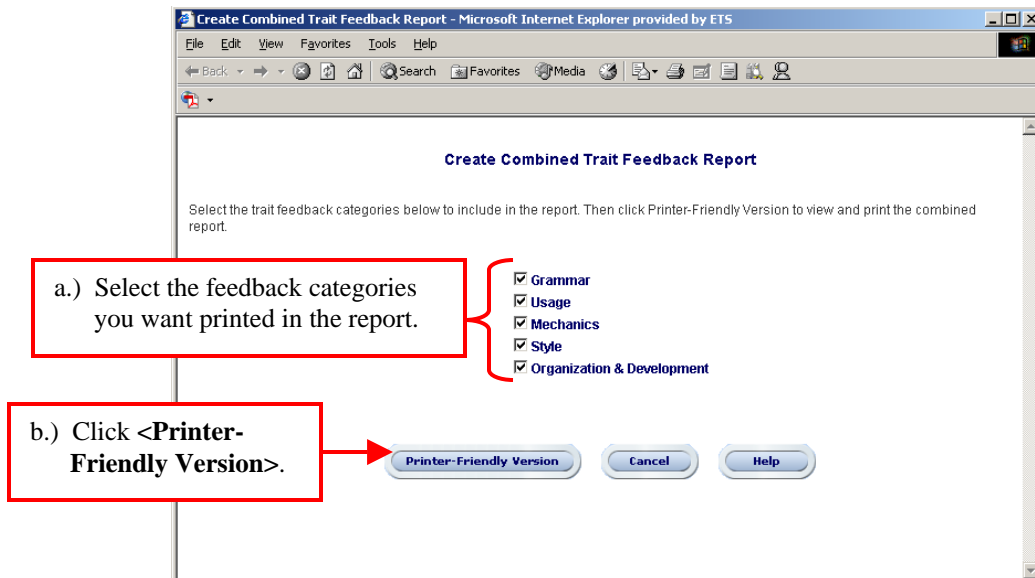 Create Combined Trait Feedback Report - Microsoft Internet Explorer provided by ETS
File Edit View Favorites Tools Help
Back Search Favorites Media
Create Combined Trait Feedback Report
Select the trait feedback categories below to include in the report. Then click Printer-Friendly Version to view and print the combined
report.
a.) Select the feedback categories
you want printed in the report.
Grammar
Usage
Mechanics
Style
Organization & Development
b.) Click <Printer-
Friendly Version>.
Printer-Friendly Version Cancel Help